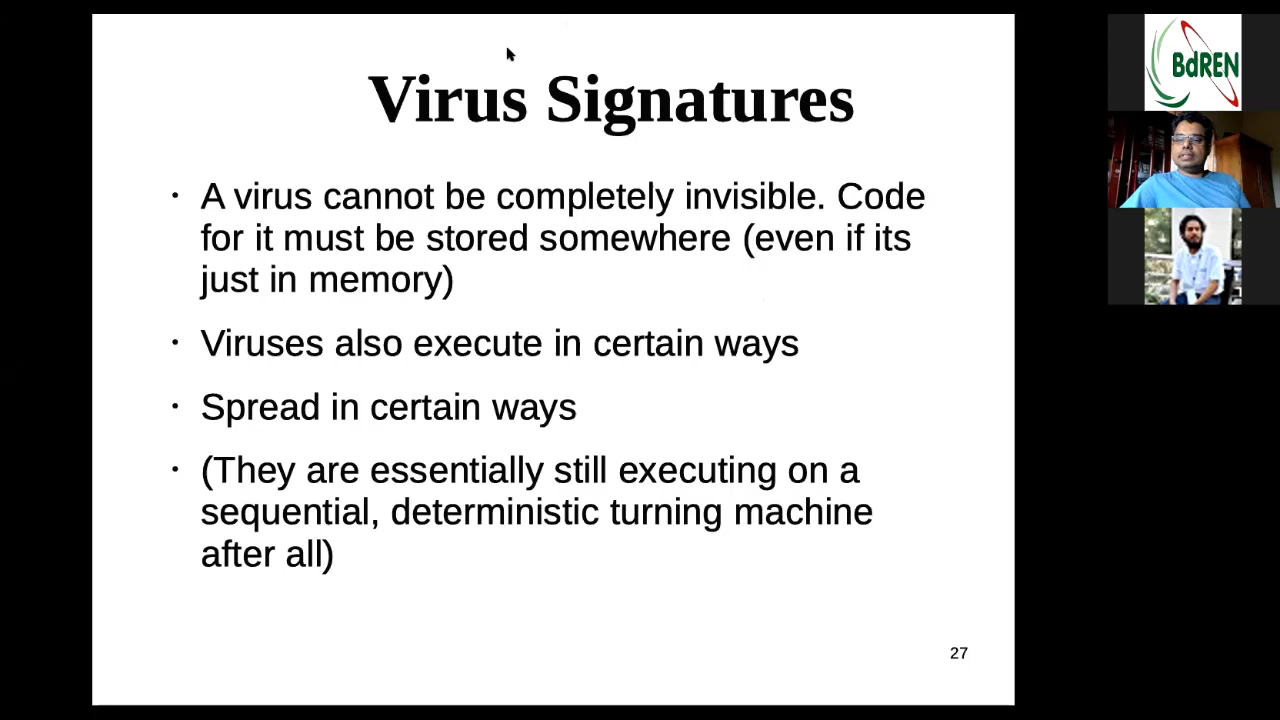 Virus Signatures
• A virus cannot be completely invisible. Code
for it must be stored somewhere (even if its
just in memory)
• Viruses also execute in certain ways
• Spread in certain ways
• (They are essentially still executing on a
sequential, deterministic turning machine
after all)
27
BdREN